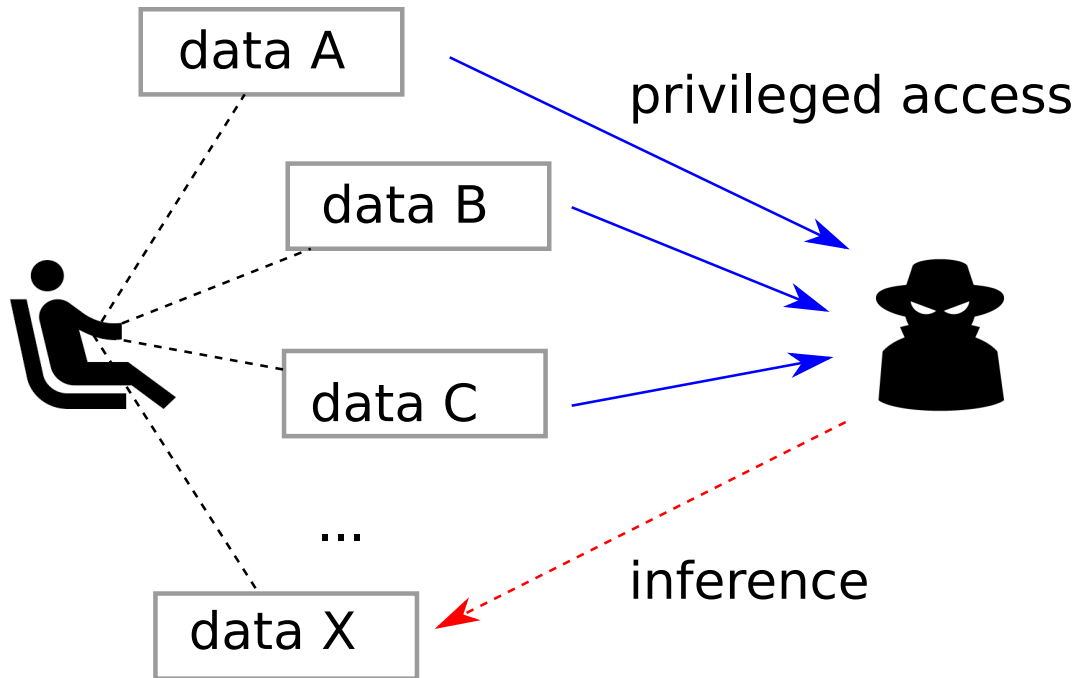 data A
privileged access
data B
data C
...
inference
data X